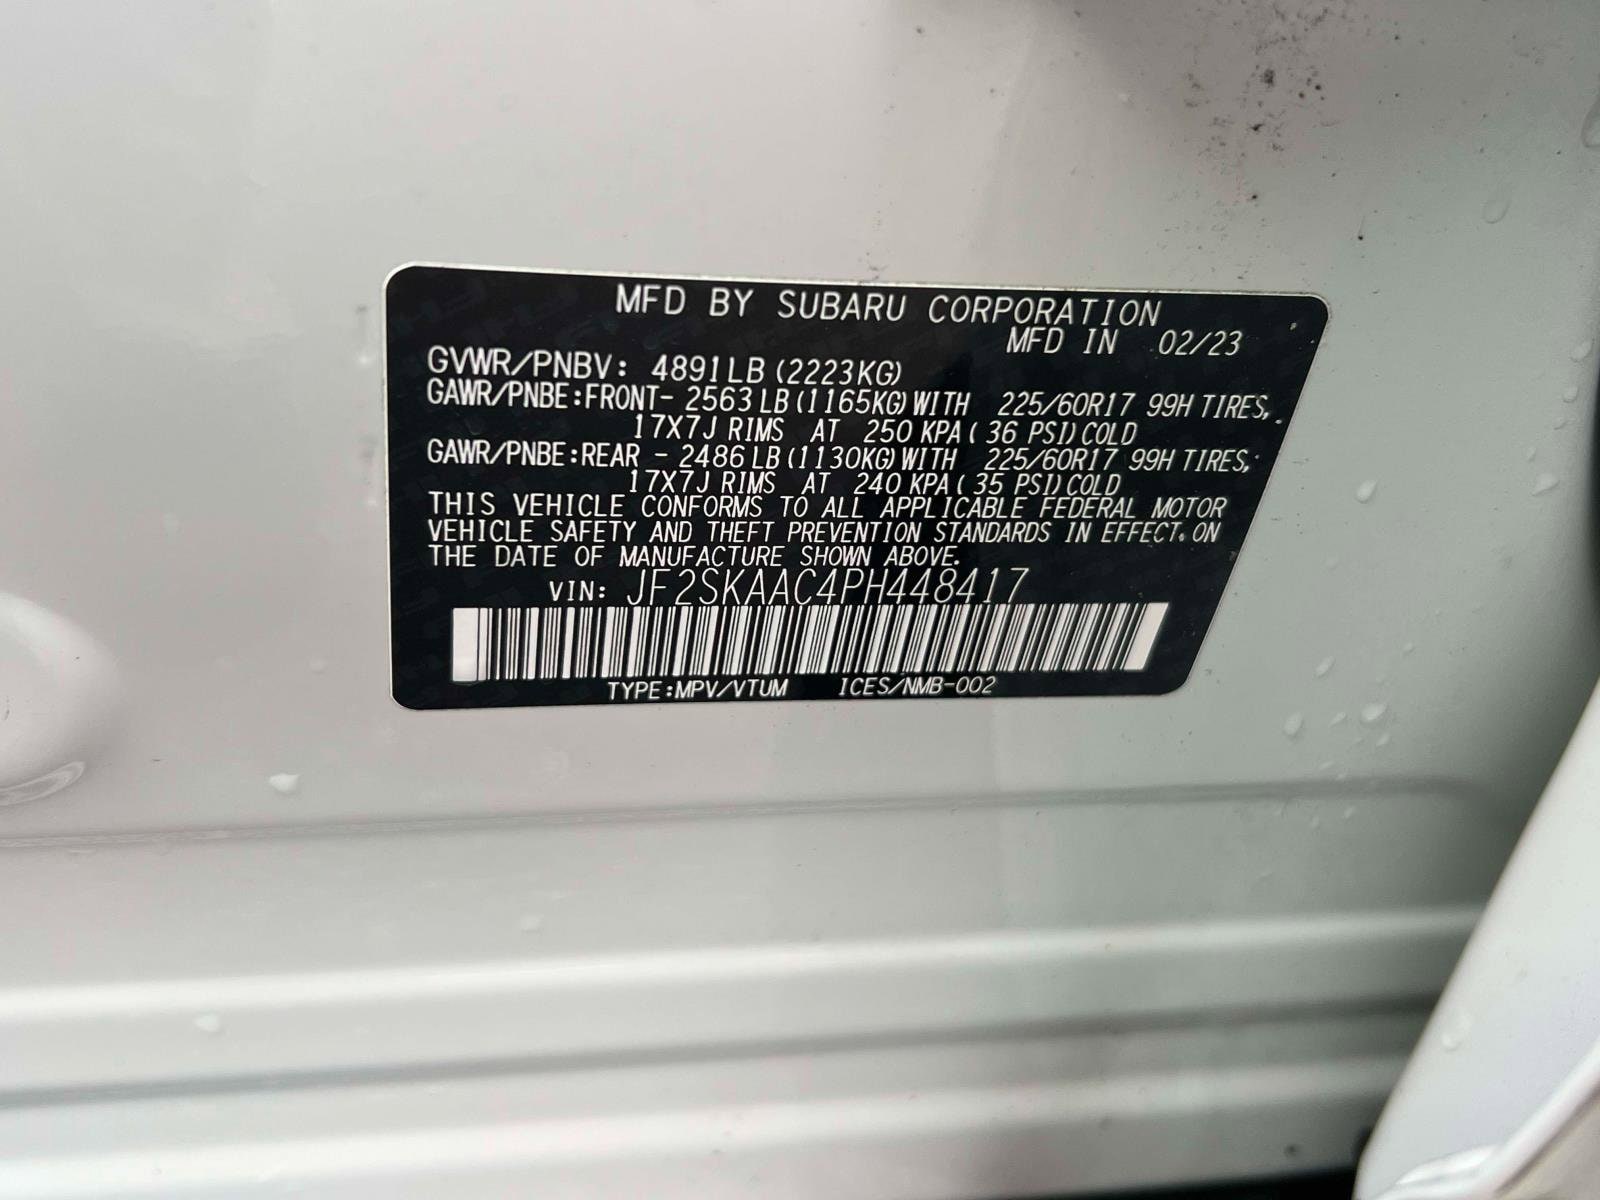 MFD BY SUBARU CORPORATION
MFD IN 02/23
GVWR/PNBV: 4891LB (2223KG)
GAWR/PNBE:FRONT- 2563 LB (1165KG) WITH 225/60R17 99H TIRES,
17X7J RIMS AT 250 KPA ( 36 PSI) COLD
GAWR/PNBE:REAR - 2486 LB (1130KG) WITH 225/60R17 99H TIRES,
17X7J RIMS AT 240 KPA ( 35 PSI) COLD
THIS VEHICLE CONFORMS TO ALL APPLICABLE FEDERAL MOTOR
VEHICLE SAFETY AND THEFT PREVENTION STANDARDS IN EFFECT ON
THE DATE OF MANUFACTURE SHOWN ABOVE.
VIN: JF2SKAAC4PH448417
TYPE:MPV/VTUM ICES/NMB-002